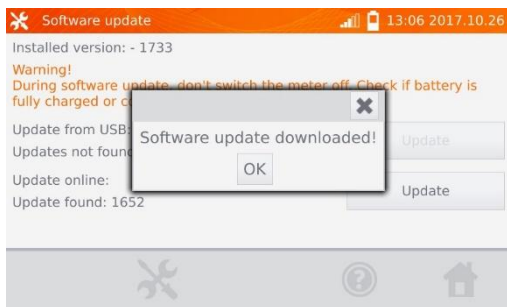 Software update
13:06 2017.10.26
Installed version: - 1733
Warning!
During software update, don't switch the meter off. Check if battery is
fully charged or
Update from USB:
Update
Updates not found
Software update downloaded!
OK
Update online:
Update
Update found: 1652